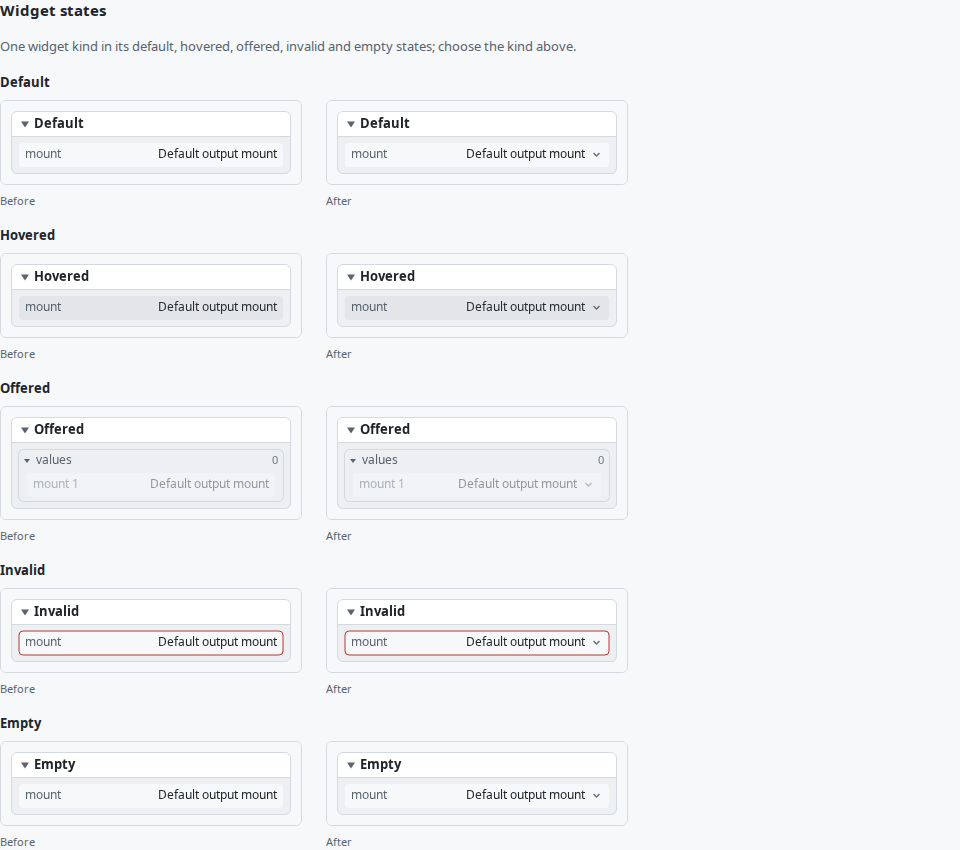 Widget states
One widget kind in its default, hovered, offered, invalid and empty states; choose the kind above.
Default
Default
mount Default output mount
Default
mount Default output mount
Before
After
Hovered
Hovered
mount Default output mount
Hovered
mount Default output mount
Before
After
Offered
Offered
values 0
mount 1 Default output mount
Offered
values 0
mount 1 Default output mount
Before
After
Invalid
Invalid
mount Default output mount
Invalid
mount Default output mount
Before
After
Empty
Empty
mount Default output mount
Empty
mount Default output mount
Before
After